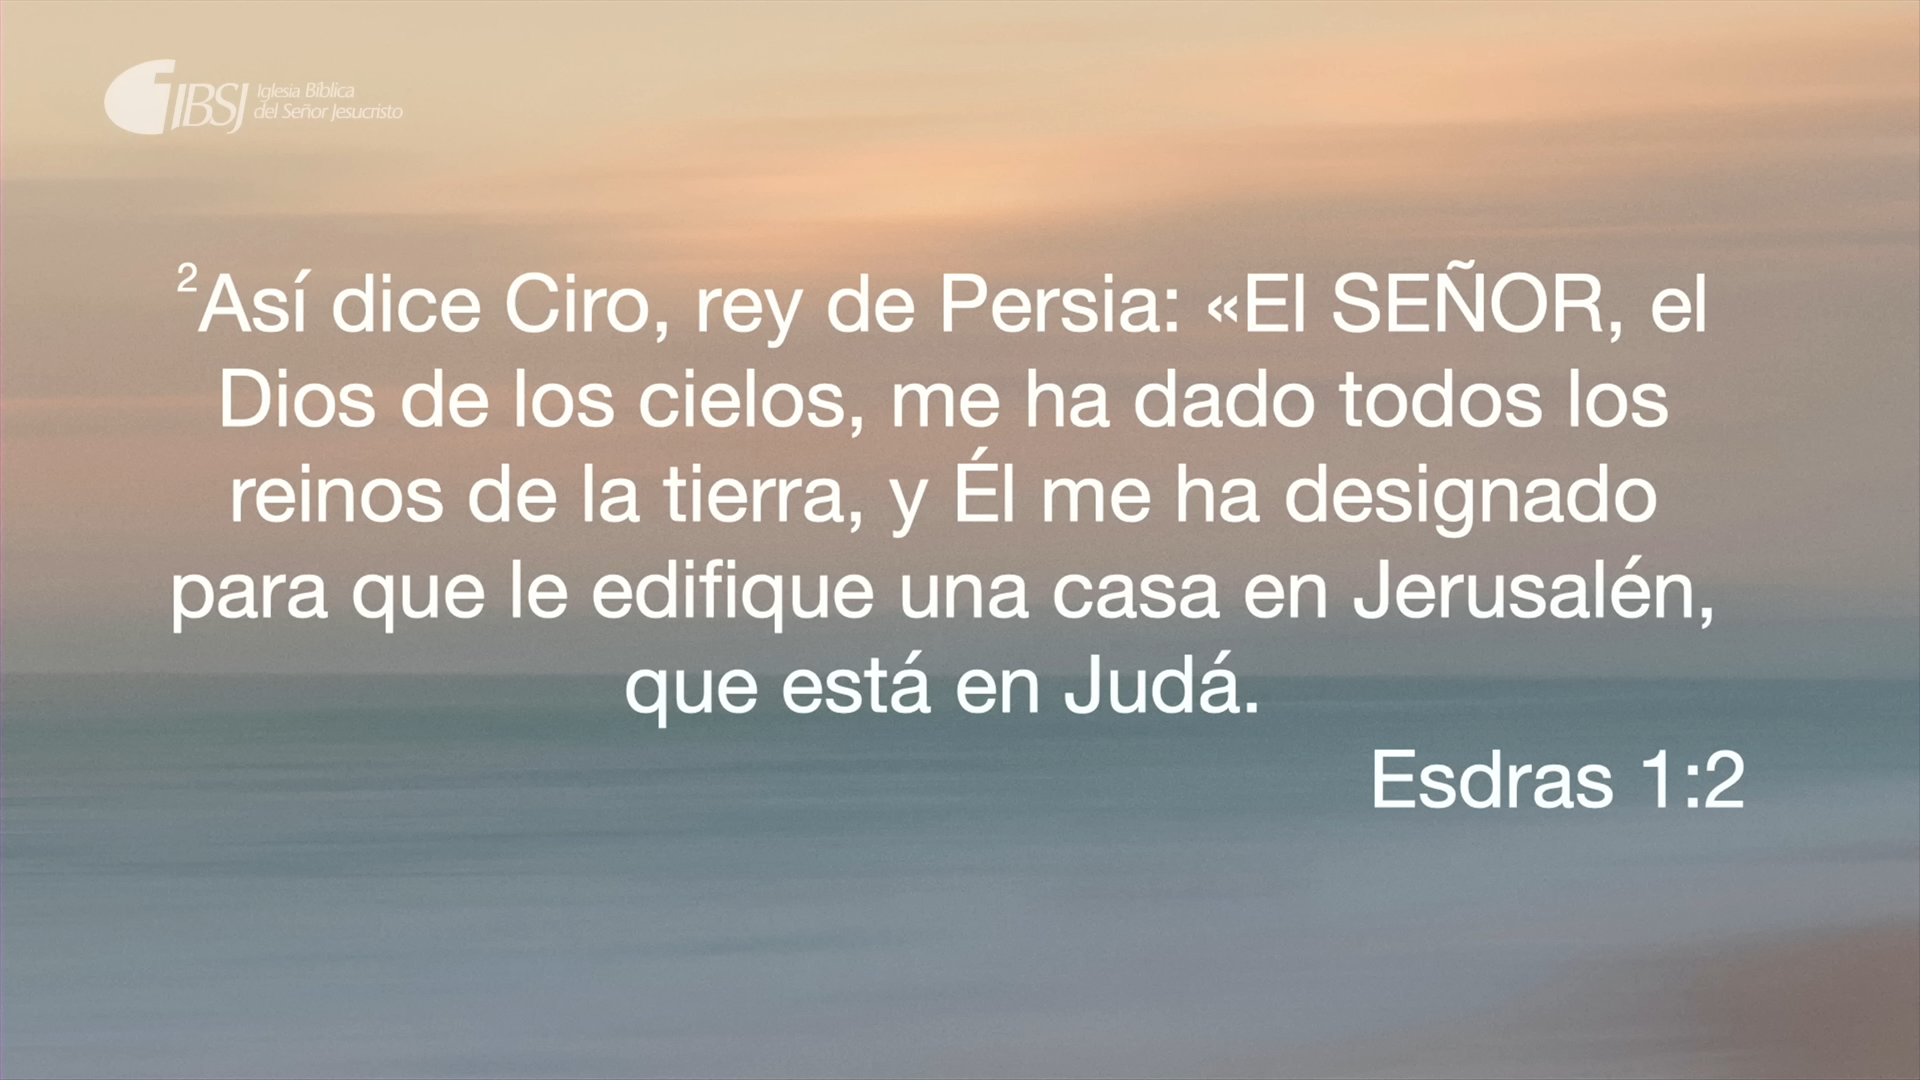 IBSJ
Iglesia Bíblica
del Señor Jesucristo
2 Así dice Ciro, rey de Persia: «El SEÑOR, el
Dios de los cielos, me ha dado todos los
reinos de la tierra, y Él me ha designado
para que le edifique una casa en Jerusalén,
que está en Judá.
Esdras 1:2